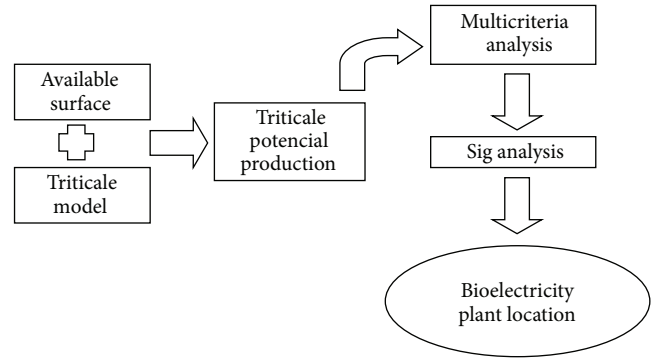 Available
surface
Triticale
model
Triticale
potencial
production
Multicriteria
analysis
Sig analysis
Bioelectricity
plant location